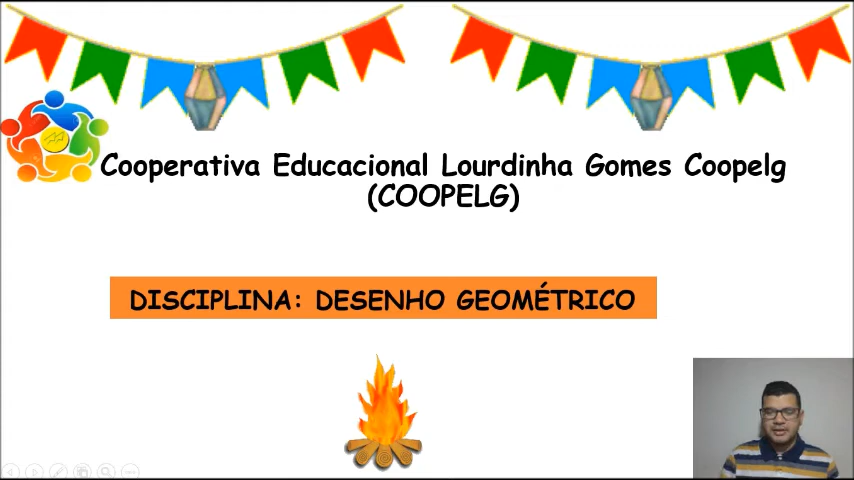 Cooperativa Educacional Lourdinha Gomes Coopelg
(COOPELG)
DISCIPLINA: DESENHO GEOMÉTRICO